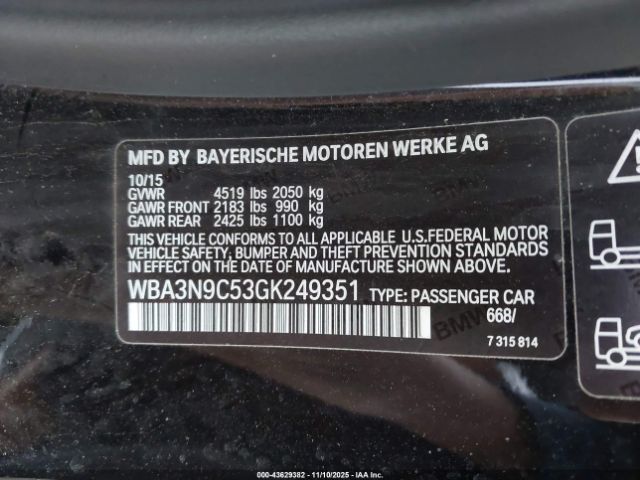 MFD BY BAYERISCHE MOTOREN WERKE AG
10/15
GVWR 4519 lbs 2050 kg
GAWR FRONT 2183 lbs 990 kg
GAWR REAR 2425 lbs 1100 kg
THIS VEHICLE CONFORMS TO ALL APPLICABLE U.S.FEDERAL MOTOR
VEHICLE SAFETY, BUMPER AND THEFT PREVENTION STANDARDS
IN EFFECT ON THE DATE OF MANUFACTURE SHOWN ABOVE.
WBA3N9C53GK249351 TYPE: PASSENGER CAR
668/
7 315 814
000-43629382 - 11/10/2025 - IAAI.COM